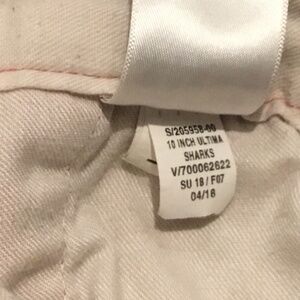 S/205958-00
10 INCH ULTIMA
SHARKS
V/700062622
SU 18 / F07
04/18